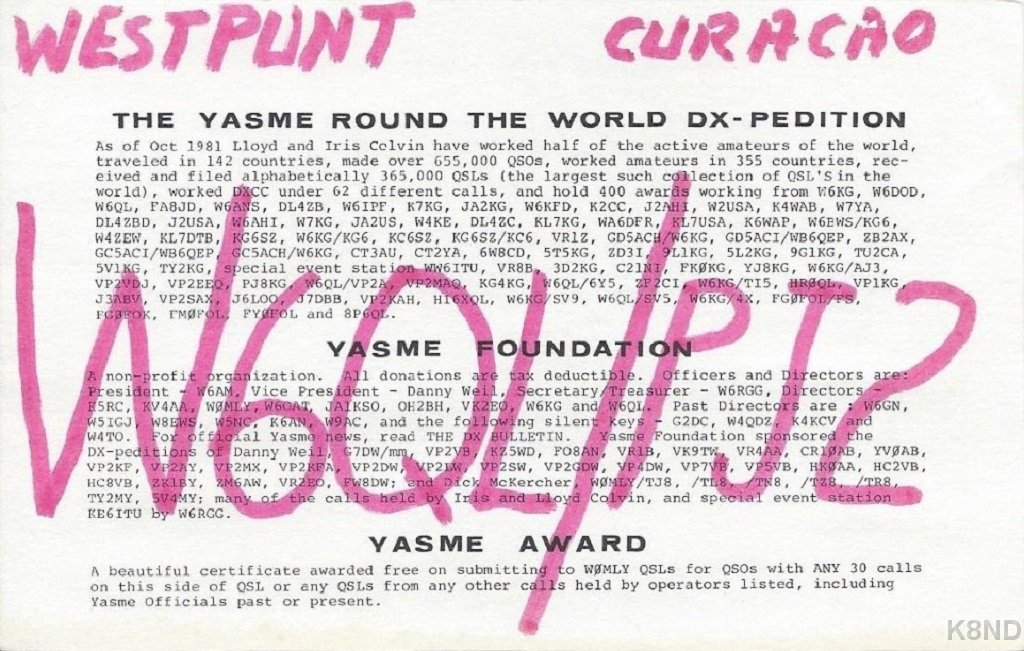 WESTPUNT CURACAO
THE YASME ROUND THE WORLD DX-PEDITION
As of Oct 1981 Lloyd and Iris Colvin have worked half of the active amateurs of the world,
traveled in 142 countries, made over 655,000 QSOs, worked amateurs in 355 countries, rec-
eived and filed alphabetically 365,000 QSLs (the largest such collection of QSL'S in the
world), worked DXCC under 62 different calls, and hold 400 awards working from W6KG, W6DOD,
W6QL, FA8JD, W6ANS, DL4ZB, W6IPF, K7KG, JA2KG, W6KFD, K2CC, J2AHI, W2USA, K4WAB, W7YA,
DL4ZBD, J2USA, W6AHI, W7KG, JA2US, W4KE, DL4ZC, KL7KG, WA6DFR, KL7USA, K6WAP, W6BWS/KG6,
W4ZEW, KL7DTB, KG6SZ, W6KG/KG6, KC6SZ, KG6SZ/KC6, VR1Z, GD5ACH/W6KG, GD5ACI/WB6QEP, ZB2AX,
GC5ACI/WB6QEP, GC5ACH/W6KG, CT3AU, CT2YA, 6W8CD, 5T5KG, ZD3I, 9L1KG, 5L2KG, 9G1KG, TU2CA,
5V1KG, TY2KG, special event station WW6ITU, VR8B, 3D2KG, C21NI, FKØKG, YJ8KG, W6KG/AJ3,
VP2VDJ, VP2EEQ, PJ8KG, W6QL/VP2A, VP2MAQ, KG4KG, W6QL/6Y5, ZF2CI, W6KG/TI5, HRØQL, VP1KG,
J3ABV, VP2SAX, J6LOO, J7DBB, VP2KAH, HI6XQL, W6KG/SV9, W6QL/SV5, W6KG/4X, FGØFOL/FS,
FGØFOK, FMØFOL, FYØFOL and 8P6QL.
W6QL/PJ2
YASME FOUNDATION
A non-profit organization. All donations are tax deductible. Officers and Directors are:
President - W6AM, Vice President - Danny Weil, Secretary/Treasurer - W6RGG, Directors
K5RC, KV4AA, WØMLY, W6OAT, JA1KSO, OH2BH, VK2EO, W6KG and W6QL. Past Directors are : W6GN,
W5IGJ, W8EWS, W5NC, K6AN, W9AC, and the following silent keys - G2DC, W4QDZ, K4KCV and
W4TO. For official Yasme news, read THE DX BULLETIN. Yasme Foundation sponsored the
DX-peditions of Danny Weil, G7DW/mm, VP2VB, KZ5WD, FO8AN, VR1B, VK9TW, VR4AA, CR1ØAB, YVØAB,
VP2KF, VP2AY, VP2MX, VP2KFA, VP2DW, VP2LW, VP2SW, VP2GDW, VP4DW, VP7VB, VP5VB, HKØAA, HC2VB,
HC8VB, ZK1BY, ZM6AW, VR2EO, W8DW; and Dick McKercher, WØMLY/TJ8, /TL8, /TN8, /TZ8, /TR8,
TY2MY, 5V4MY; many of the calls held by Iris and Lloyd Colvin, and special event station
KE6ITU by W6RGG.
YASME AWARD
A beautiful certificate awarded free on submitting to WØMLY QSLs for QSOs with ANY 30 calls
on this side of QSL or any QSLs from any other calls held by operators listed, including
Yasme Officials past or present.
K8ND